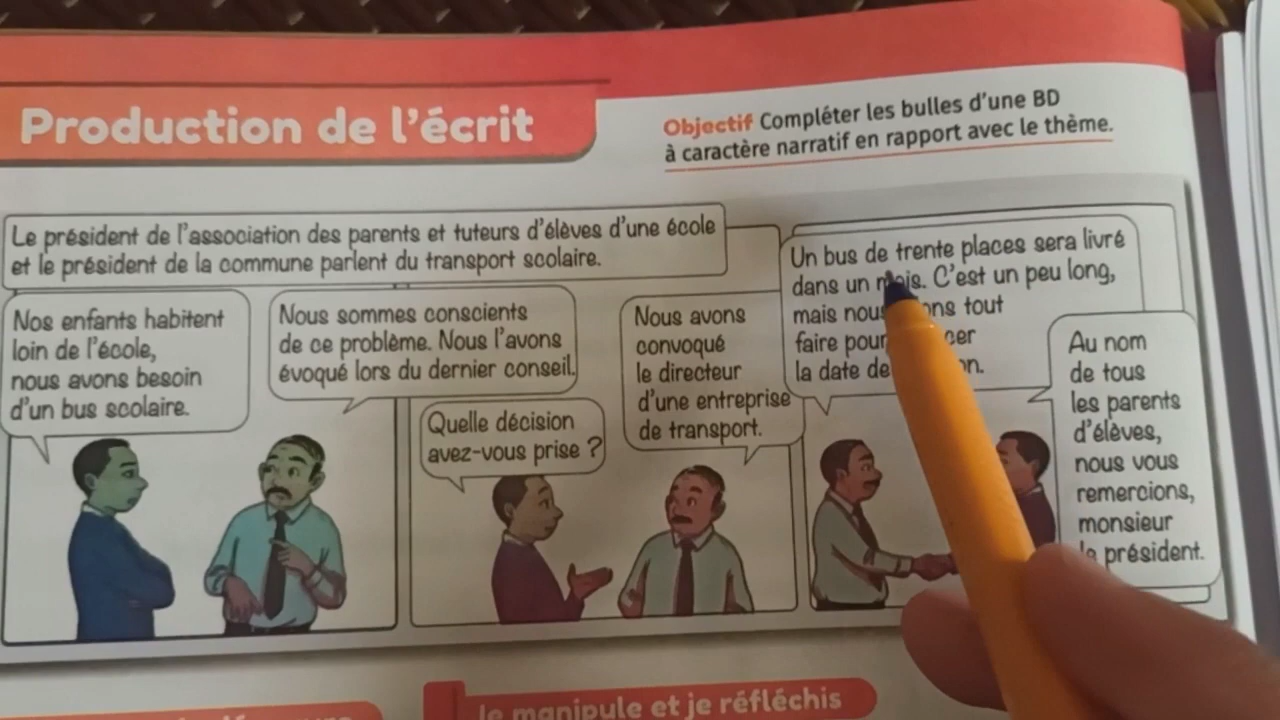 Production de l'écrit
Objectif Compléter les bulles d'une BD
à caractère narratif en rapport avec le thème.
Le président de l'association des parents et tuteurs d'élèves d'une école
et le président de la commune parlent du transport scolaire.
Nos enfants habitent
loin de l'école,
nous avons besoin
d'un bus scolaire.
Nous sommes conscients
de ce problème. Nous l'avons
évoqué lors du dernier conseil.
Quelle décision
avez-vous prise ?
Nous avons
convoqué
le directeur
d'une entreprise
de transport.
Un bus de trente places sera livré
dans un mois. C'est un peu long,
mais nous tout
faire pour
la date de
Au nom
de tous
les parents
d'élèves,
nous vous
remercions,
monsieur
le président.
Je manipule et je réfléchis